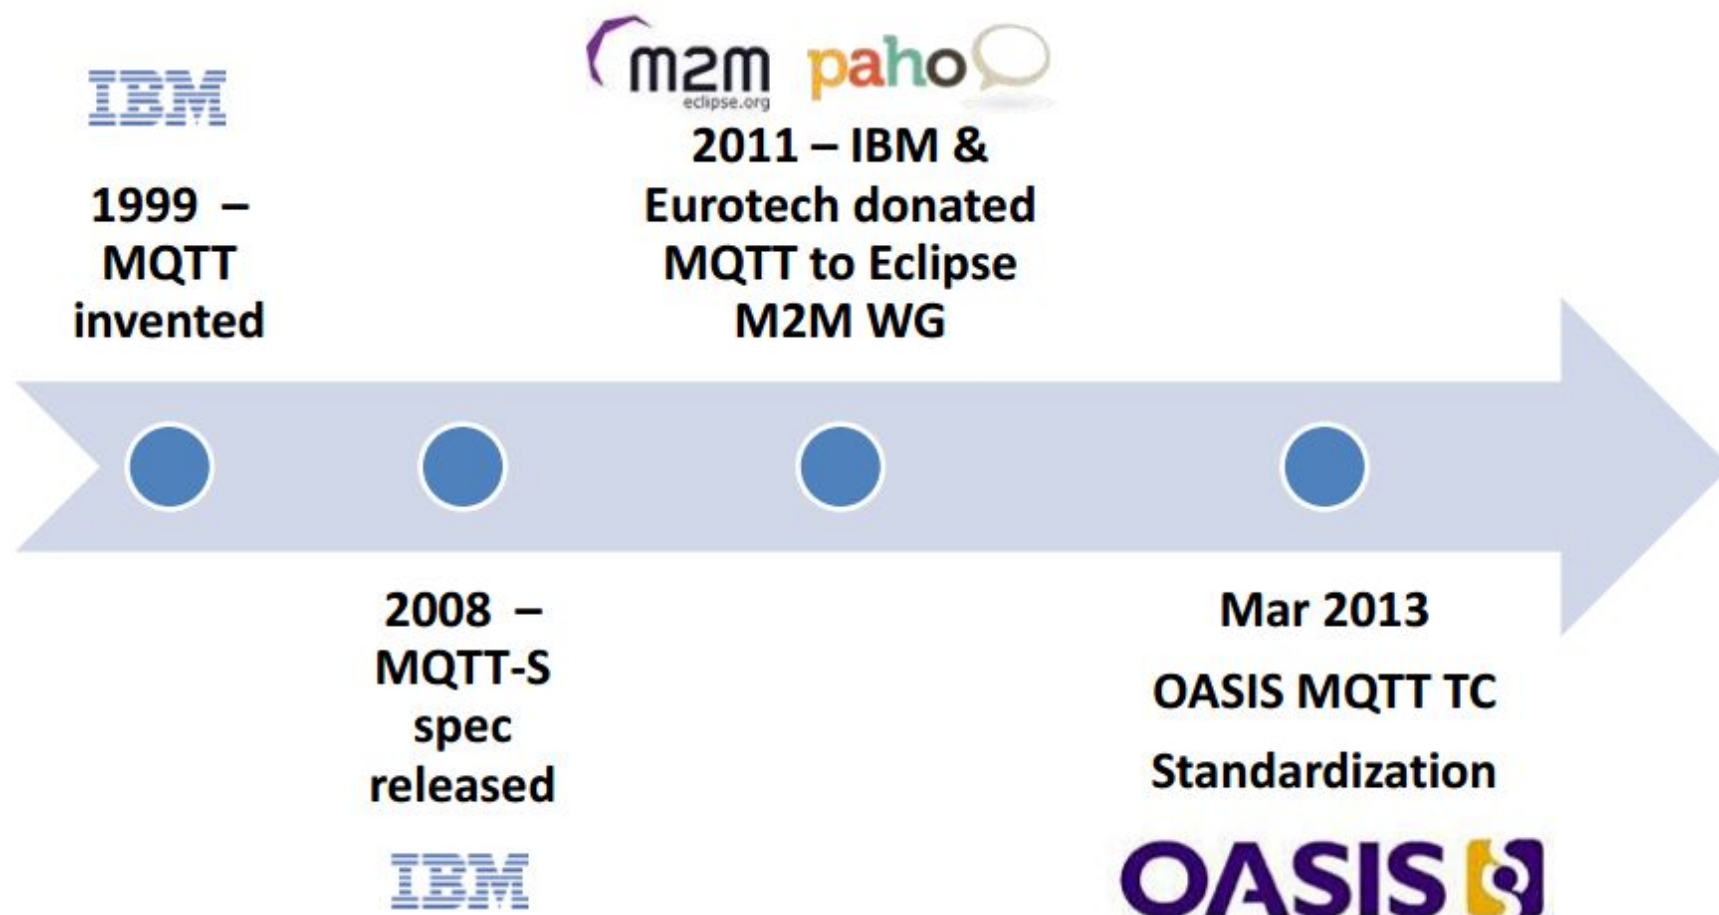 IBM
1999 –
MQTT
invented
m2m
eclipse.org
paho
2011 – IBM &
Eurotech donated
MQTT to Eclipse
M2M WG
2008 –
MQTT-S
spec
released
IBM
Mar 2013
OASIS MQTT TC
Standardization
OASIS